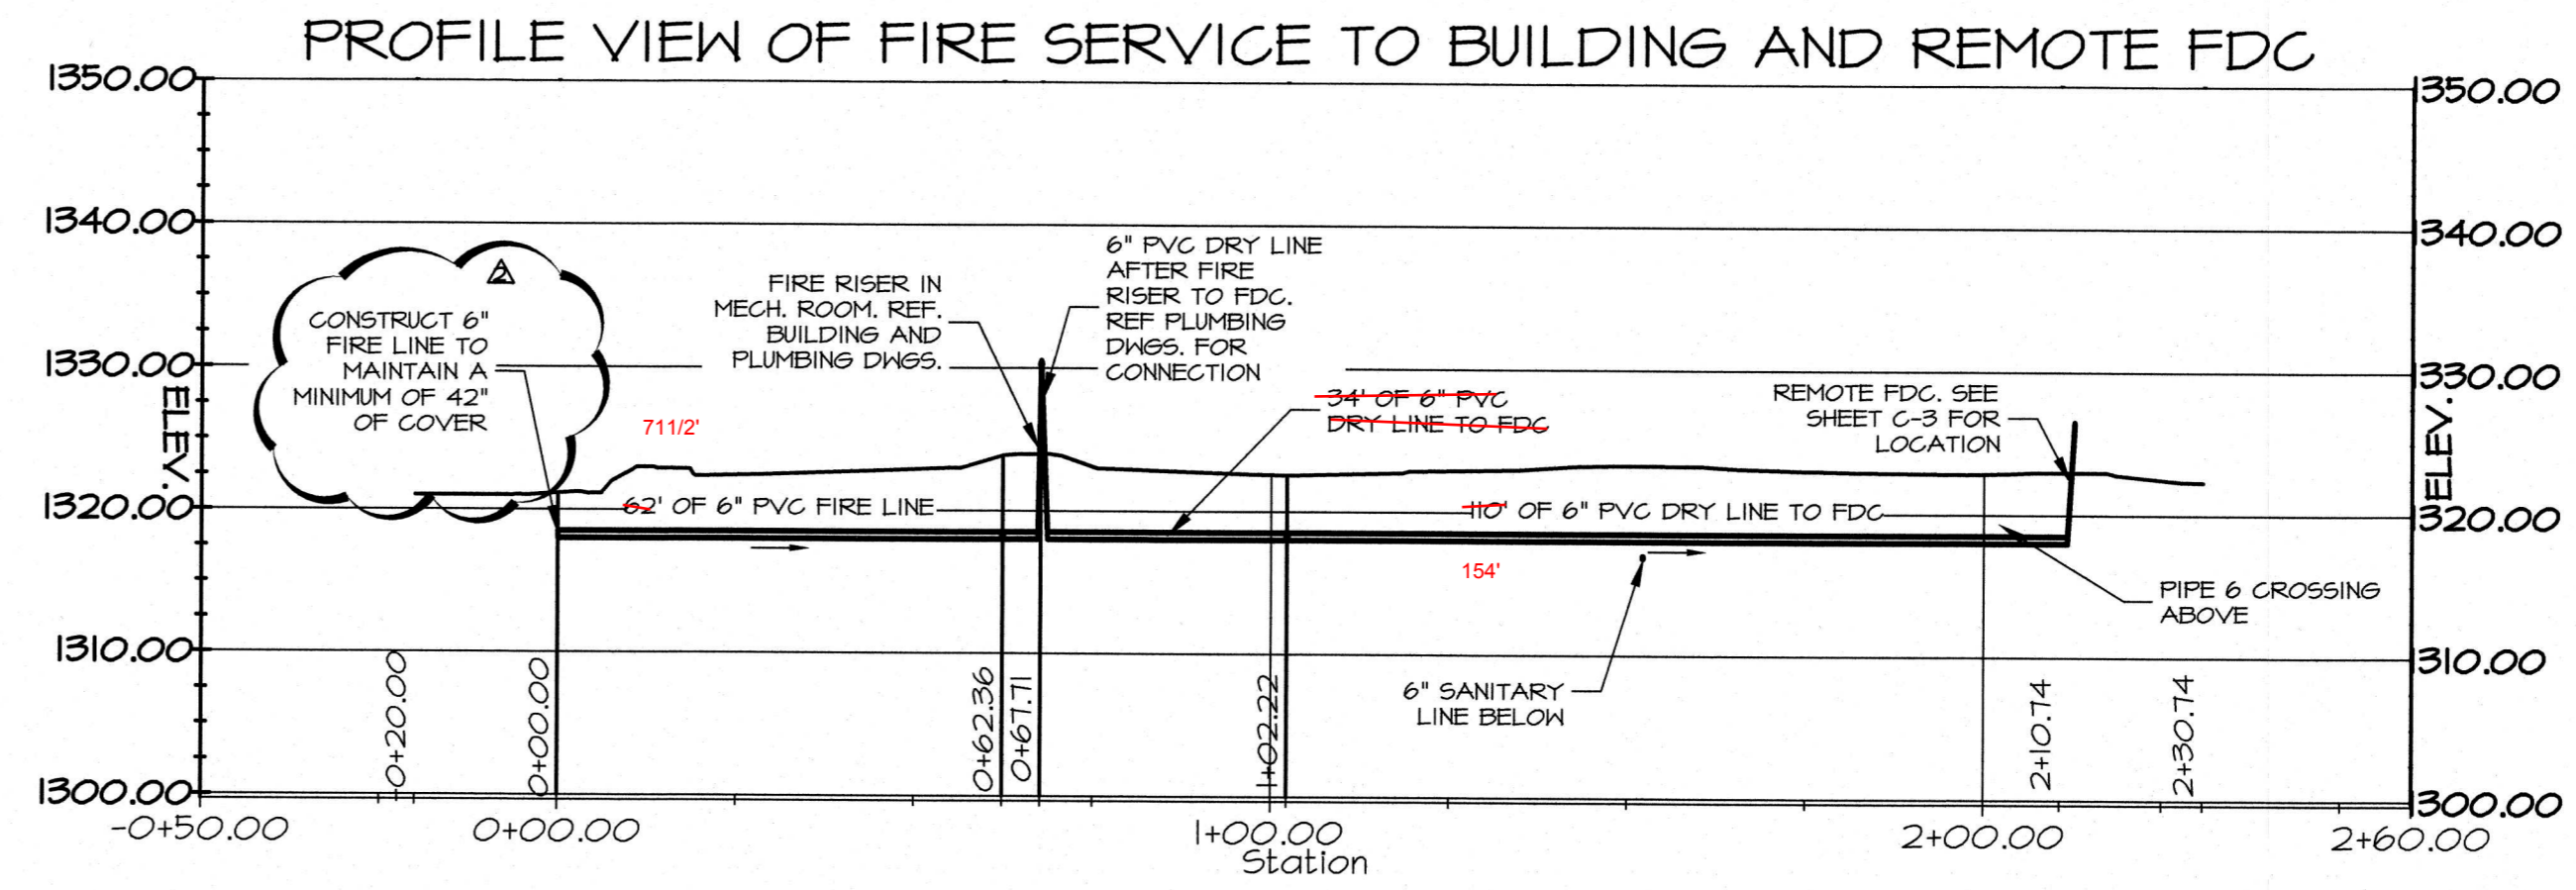 PROFILE VIEW OF FIRE SERVICE TO BUILDING AND REMOTE FDC
1350.00
1350.00
1340.00
1340.00
1330.00
1330.00
1320.00
1320.00
1310.00
1310.00
1300.00
1300.00
ELEV.
ELEV.
2
CONSTRUCT 6"
FIRE LINE TO
MAINTAIN A
MINIMUM OF 42"
OF COVER
FIRE RISER IN
MECH. ROOM. REF.
BUILDING AND
PLUMBING DWGS.
6" PVC DRY LINE
AFTER FIRE
RISER TO FDC.
REF PLUMBING
DWGS. FOR
CONNECTION
34' OF 6" PVC
DRY LINE TO FDC
REMOTE FDC. SEE
SHEET C-3 FOR
LOCATION
711/2'
62' OF 6" PVC FIRE LINE
110' OF 6" PVC DRY LINE TO FDC
154'
PIPE 6 CROSSING
ABOVE
6" SANITARY
LINE BELOW
0+20.00
0+00.00
0+62.36
0+67.71
1+02.22
2+10.74
2+30.74
-0+50.00
0+00.00
1+00.00
2+00.00
2+60.00
Station